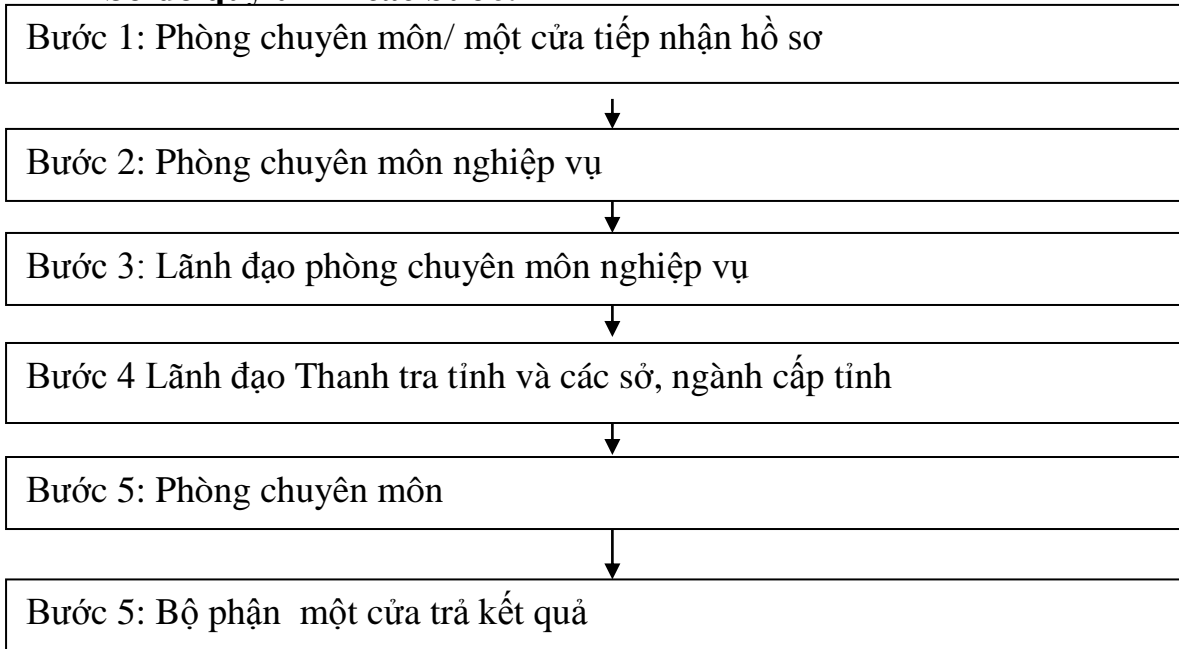 Bước 1: Phòng chuyên môn/ một cửa tiếp nhận hồ sơ
Bước 2: Phòng chuyên môn nghiệp vụ
Bước 3: Lãnh đạo phòng chuyên môn nghiệp vụ
Bước 4 Lãnh đạo Thanh tra tỉnh và các sở, ngành cấp tỉnh
Bước 5: Phòng chuyên môn
Bước 5: Bộ phận  một cửa trả kết quả